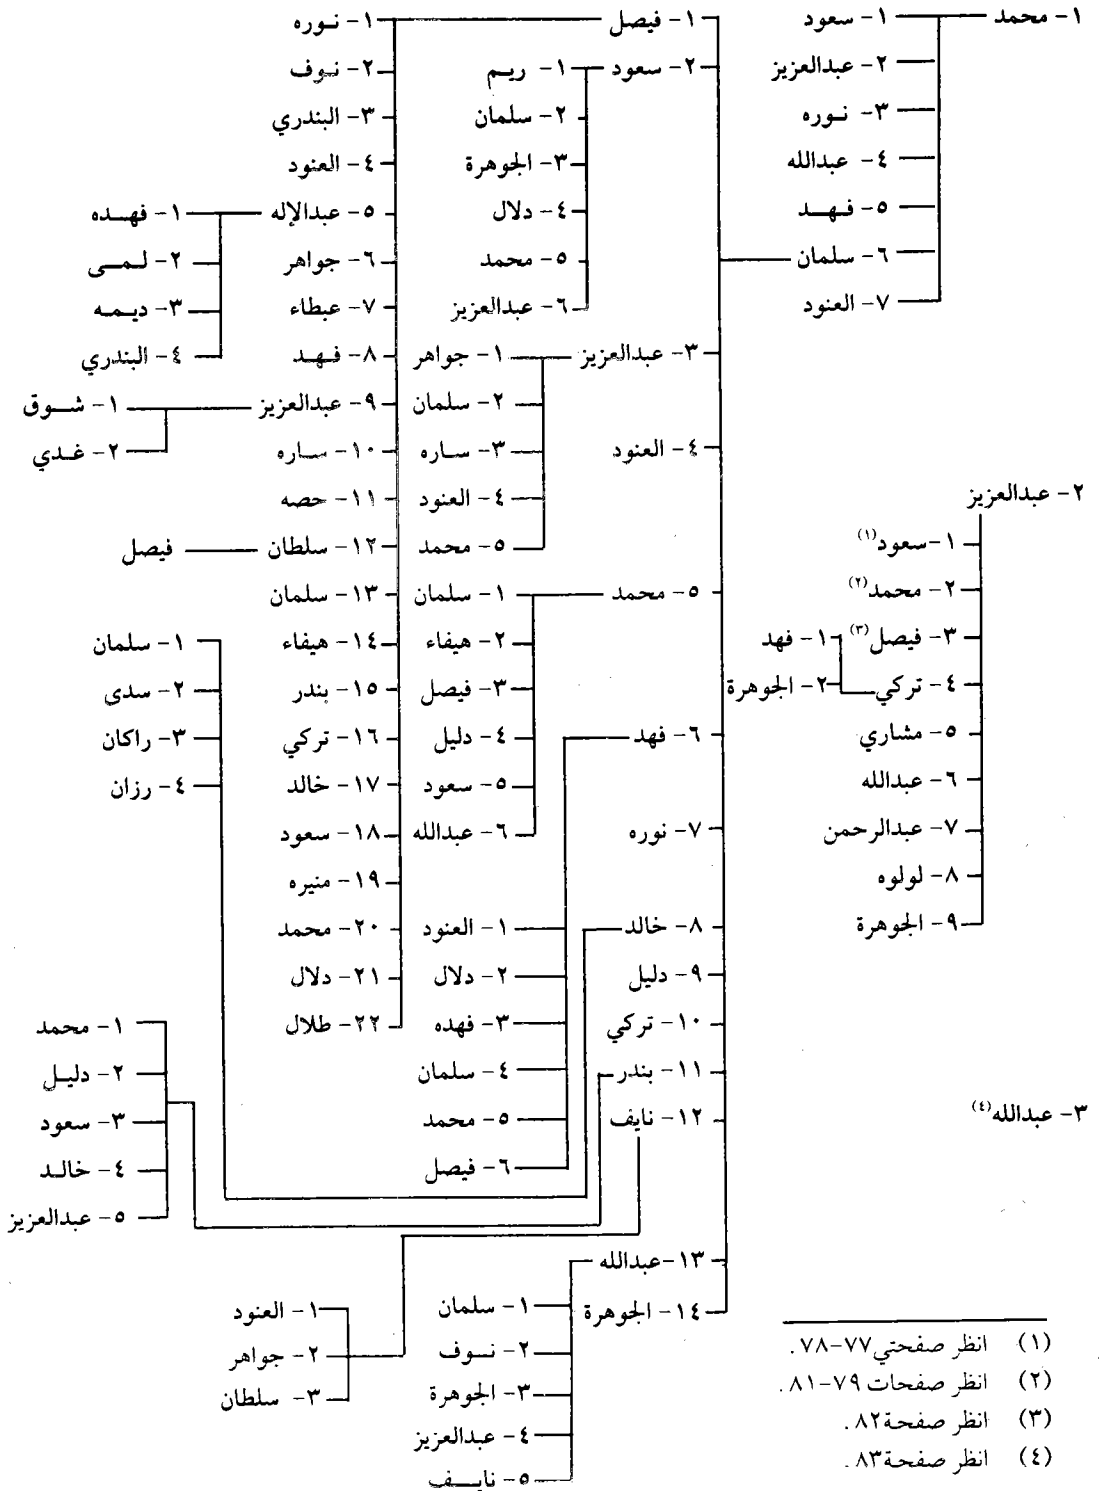 ١- محمد
١- سعود
٢- عبدالعزيز
٣- نوره
٤- عبدالله
٥- فهد
٦- سلمان
٧- العنود
١- فيصل
٢- سعود
٣- عبدالعزيز
٤- العنود
٥- محمد
٦- فهد
٧- نوره
٨- خالد
٩- دليل
١٠- تركي
١١- بندر
١٢- نايف
١٣- عبدالله
١٤- الجوهرة
١- نوره
٢- نوف
٣- البندري
٤- العنود
٥- عبدالإله
٦- جواهر
٧- عبطاء
٨- فهد
٩- عبدالعزيز
١٠- ساره
١١- حصه
١٢- سلطان
١٣- سلمان
١٤- هيفاء
١٥- بندر
١٦- تركي
١٧- خالد
١٨- سعود
١٩- منيره
٢٠- محمد
٢١- دلال
٢٢- طلال
١- فهده
٢- لمى
٣- ديمه
٤- البندري
١- شوق
٢- غدي
فيصل
١- ريم
٢- سلمان
٣- الجوهرة
٤- دلال
٥- محمد
٦- عبدالعزيز
١- جواهر
٢- سلمان
٣- ساره
٤- العنود
٥- محمد
١- سلمان
٢- هيفاء
٣- فيصل
٤- دليل
٥- سعود
٦- عبدالله
١- العنود
٢- دلال
٣- فهده
٤- سلمان
٥- محمد
٦- فيصل
١- سلمان
٢- سدى
٣- راكان
٤- رزان
١- محمد
٢- دليل
٣- سعود
٤- خالد
٥- عبدالعزيز
١- العنود
٢- جواهر
٣- سلطان
١- سلمان
٢- نوف
٣- الجوهرة
٤- عبدالعزيز
٥- نايف
٢- عبدالعزيز
١- سعود(١)
٢- محمد(٢)
٣- فيصل(٣)
٤- تركي
٥- مشاري
٦- عبدالله
٧- عبدالرحمن
٨- لولوه
٩- الجوهرة
١- فهد
٢- الجوهرة
٣- عبدالله(٤)
(١) انظر صفحتي ٧٧-٧٨.
(٢) انظر صفحات ٧٩-٨١.
(٣) انظر صفحة ٨٢.
(٤) انظر صفحة ٨٣.